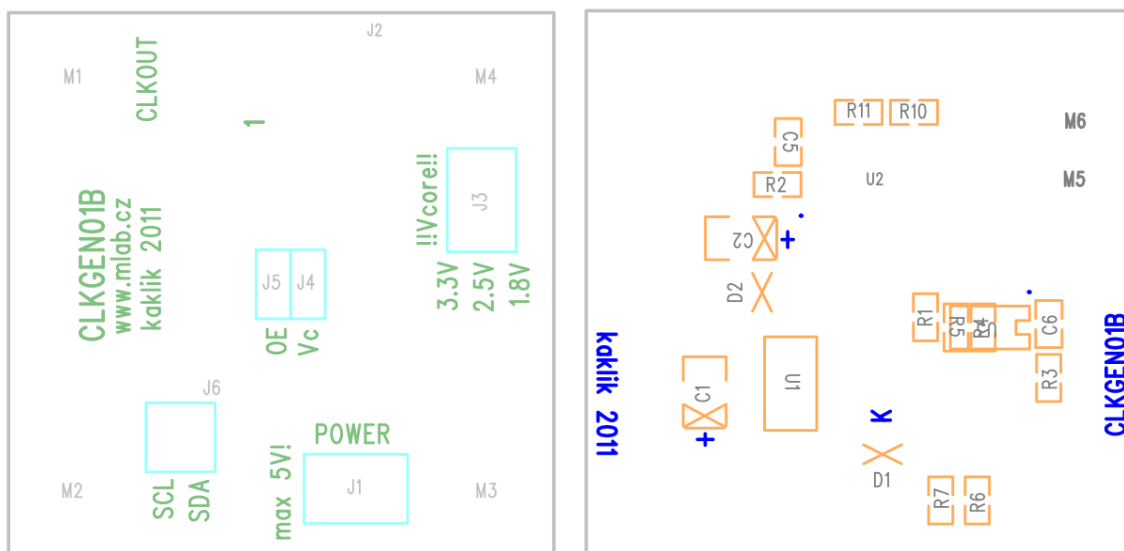 J2
M1
CLKOUT
M4
1
!!Vcore!!
J3
CLKGEN01B
www.mlab.cz
kaklik 2011
3.3V
2.5V
1.8V
J5
J4
OE
Vc
J6
POWER
max 5V!
J1
M2
SCL
SDA
M3
R11
R10
M6
C5
R2
U2
M5
C2
+
D2
R1
R5
R4
C6
kaklik 2011
CLKGEN01B
C1
U1
R3
+
K
D1
R7
R6